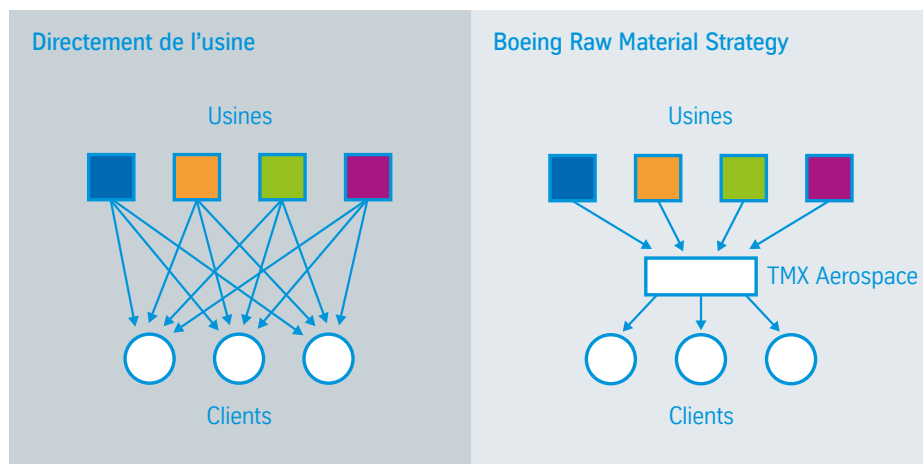 Directement de l'usine
Usines
Clients
Boeing Raw Material Strategy
Usines
TMX Aerospace
Clients